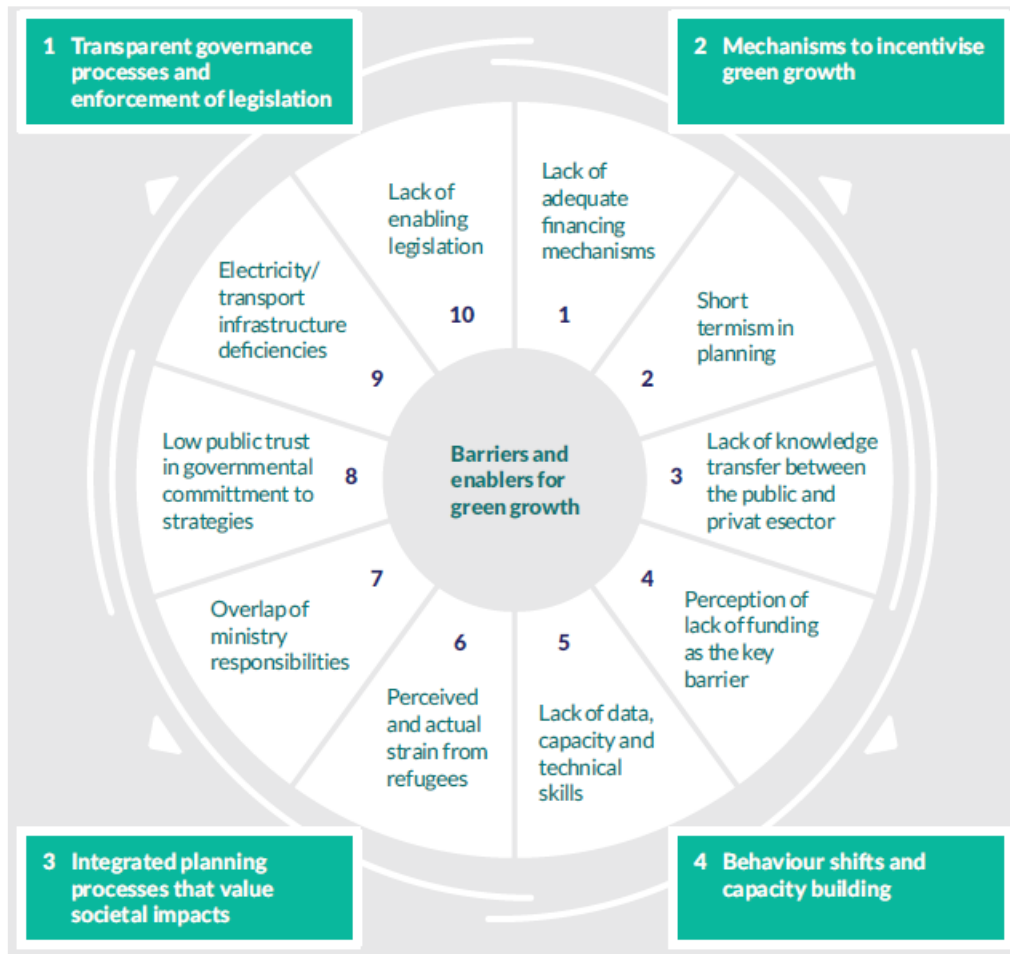 1 Transparent governance
processes and
enforcement of legislation
2 Mechanisms to incentivise
green growth
Lack of
adequate
financing
mechanisms
1
Short
termism in
planning
2
Lack of knowledge
transfer between
the public and
privat esector
3
Perception of
lack of funding
as the key
barrier
4
Lack of data,
capacity and
technical
skills
5
Perceived
and actual
strain from
refugees
6
Overlap of
ministry
responsibilities
7
Low public trust
in governmental
committment to
strategies
8
Electricity/
transport
infrastructure
deficiencies
9
Lack of
enabling
legislation
10
Barriers and
enablers for
green growth
3 Integrated planning
processes that value
societal impacts
4 Behaviour shifts and
capacity building